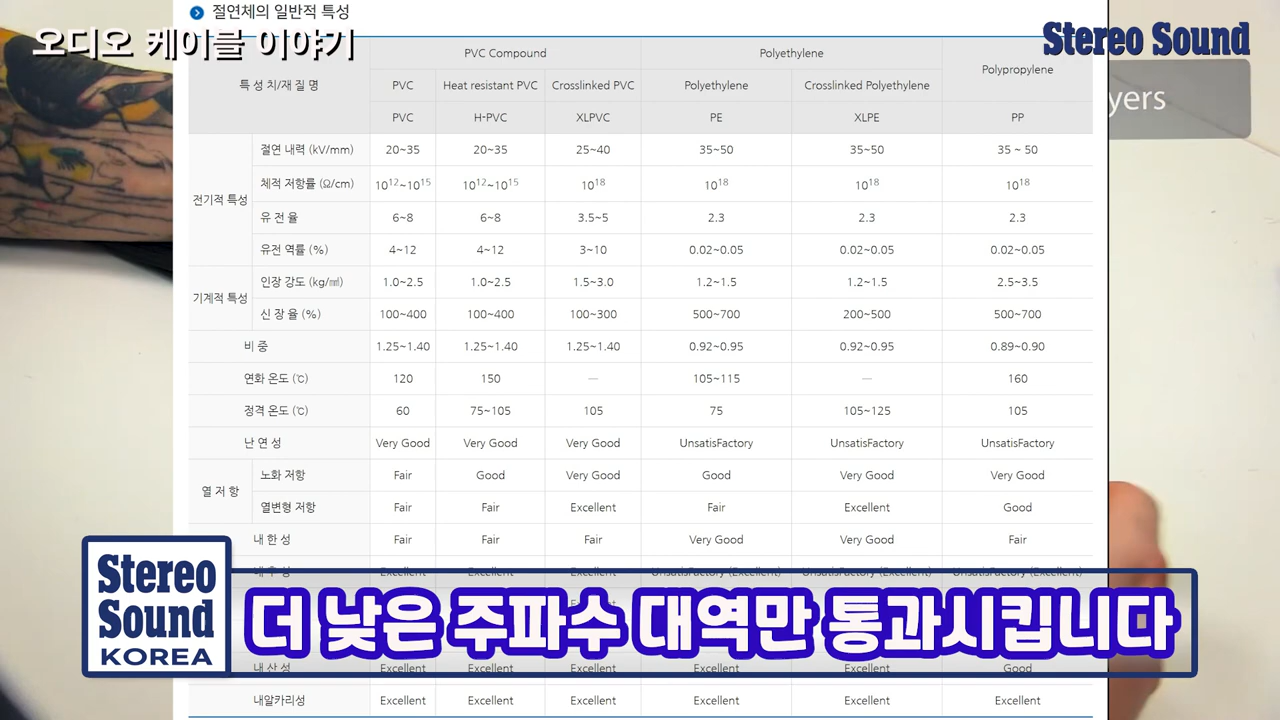 절연체의 일반적 특성
오디오 케이블 이야기
Stereo Sound
yers
특 성 치/재 질 명 PVC Compound Polyethylene Polypropylene
PVC Heat resistant PVC Crosslinked PVC Polyethylene Crosslinked Polyethylene
PVC H-PVC XLPVC PE XLPE PP
전기적 특성
절연 내력 (kV/mm) 20~35 20~35 25~40 35~50 35~50 35 ~ 50
체적 저항률 (Ω/cm) 10¹²~10¹⁵ 10¹²~10¹⁵ 10¹⁸ 10¹⁸ 10¹⁸ 10¹⁸
유 전 율 6~8 6~8 3.5~5 2.3 2.3 2.3
유전 역률 (%) 4~12 4~12 3~10 0.02~0.05 0.02~0.05 0.02~0.05
기계적 특성
인장 강도 (kg/㎟) 1.0~2.5 1.0~2.5 1.5~3.0 1.2~1.5 1.2~1.5 2.5~3.5
신 장 율 (%) 100~400 100~400 100~300 500~700 200~500 500~700
비 중 1.25~1.40 1.25~1.40 1.25~1.40 0.92~0.95 0.92~0.95 0.89~0.90
연화 온도 (℃) 120 150 — 105~115 — 160
정격 온도 (℃) 60 75~105 105 75 105~125 105
난 연 성 Very Good Very Good Very Good UnsatisFactory UnsatisFactory UnsatisFactory
열 저 항
노화 저항 Fair Good Very Good Good Very Good Very Good
열변형 저항 Fair Fair Excellent Fair Excellent Good
내 한 성 Fair Fair Fair Very Good Very Good Fair
내 후 성 Excellent Excellent Excellent UnsatisFactory (Excellent) UnsatisFactory (Excellent) UnsatisFactory (Excellent)
Stereo
Sound
KOREA
더 낮은 주파수 대역만 통과시킵니다
내 산 성 Excellent Excellent Excellent Excellent Excellent Good
내알카리성 Excellent Excellent Excellent Excellent Excellent Excellent